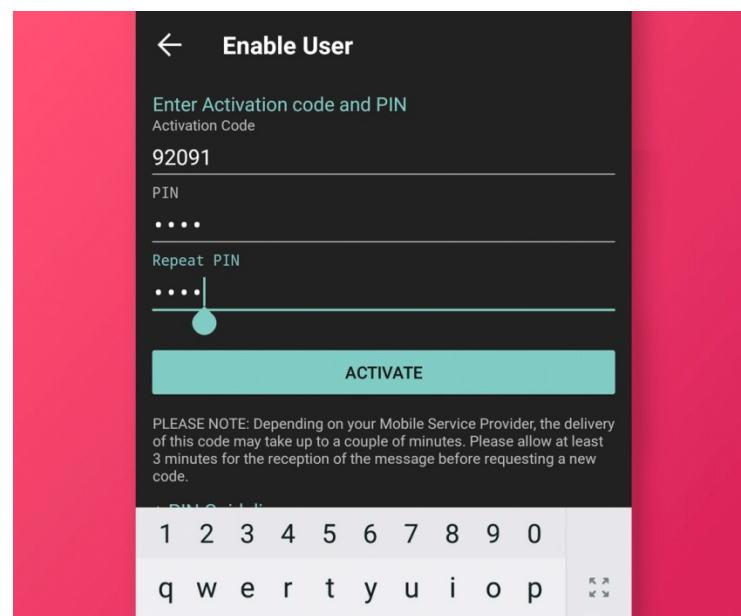 Enable User
Enter Activation code and PIN
Activation Code
92091
PIN
••••
Repeat PIN
••••
ACTIVATE
PLEASE NOTE: Depending on your Mobile Service Provider, the delivery
of this code may take up to a couple of minutes. Please allow at least
3 minutes for the reception of the message before requesting a new
code.
1 2 3 4 5 6 7 8 9 0
q w e r t y u i o p